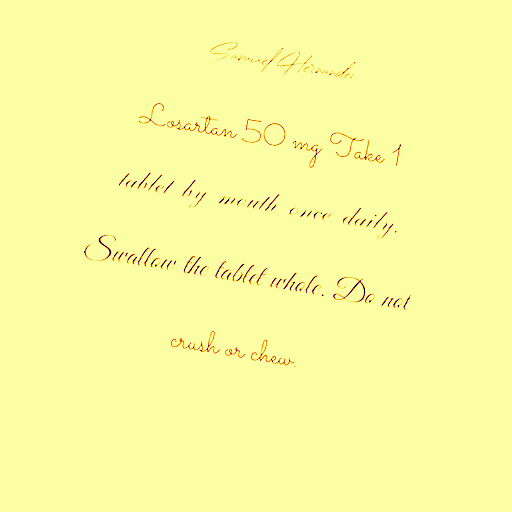 Samuel Hernandez
Losartan 50 mg Take 1
tablet by mouth once daily.
Swallow the tablet whole. Do not
crush or chew.